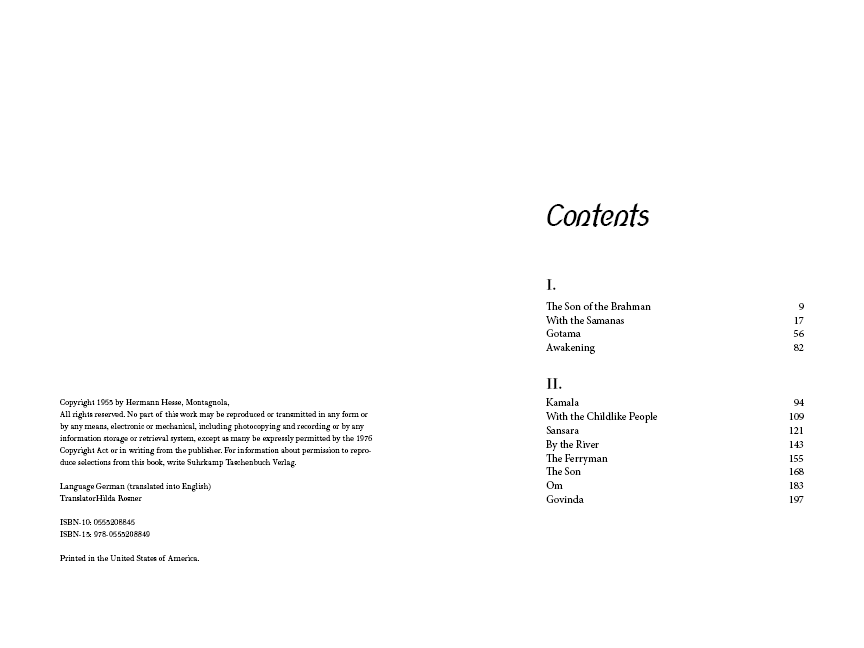 Copyright 1953 by Hermann Hesse, Montagnola,
All rights reserved. No part of this work may be reproduced or transmitted in any form or
by any means, electronic or mechanical, including photocopying and recording or by any
information storage or retrieval system, except as many be expressly permitted by the 1976
Copyright Act or in writing from the publisher. For information about permission to repro-
duce selections from this book, write Suhrkamp Taschenbuch Verlag.
Language German (translated into English)
TranslatorHilda Rosner
ISBN-10: 0553208845
ISBN-13: 978-0553208849
Printed in the United States of America.
Contents
I.
The Son of the Brahman 9
With the Samanas 17
Gotama 56
Awakening 82
II.
Kamala 94
With the Childlike People 109
Sansara 121
By the River 143
The Ferryman 155
The Son 168
Om 183
Govinda 197